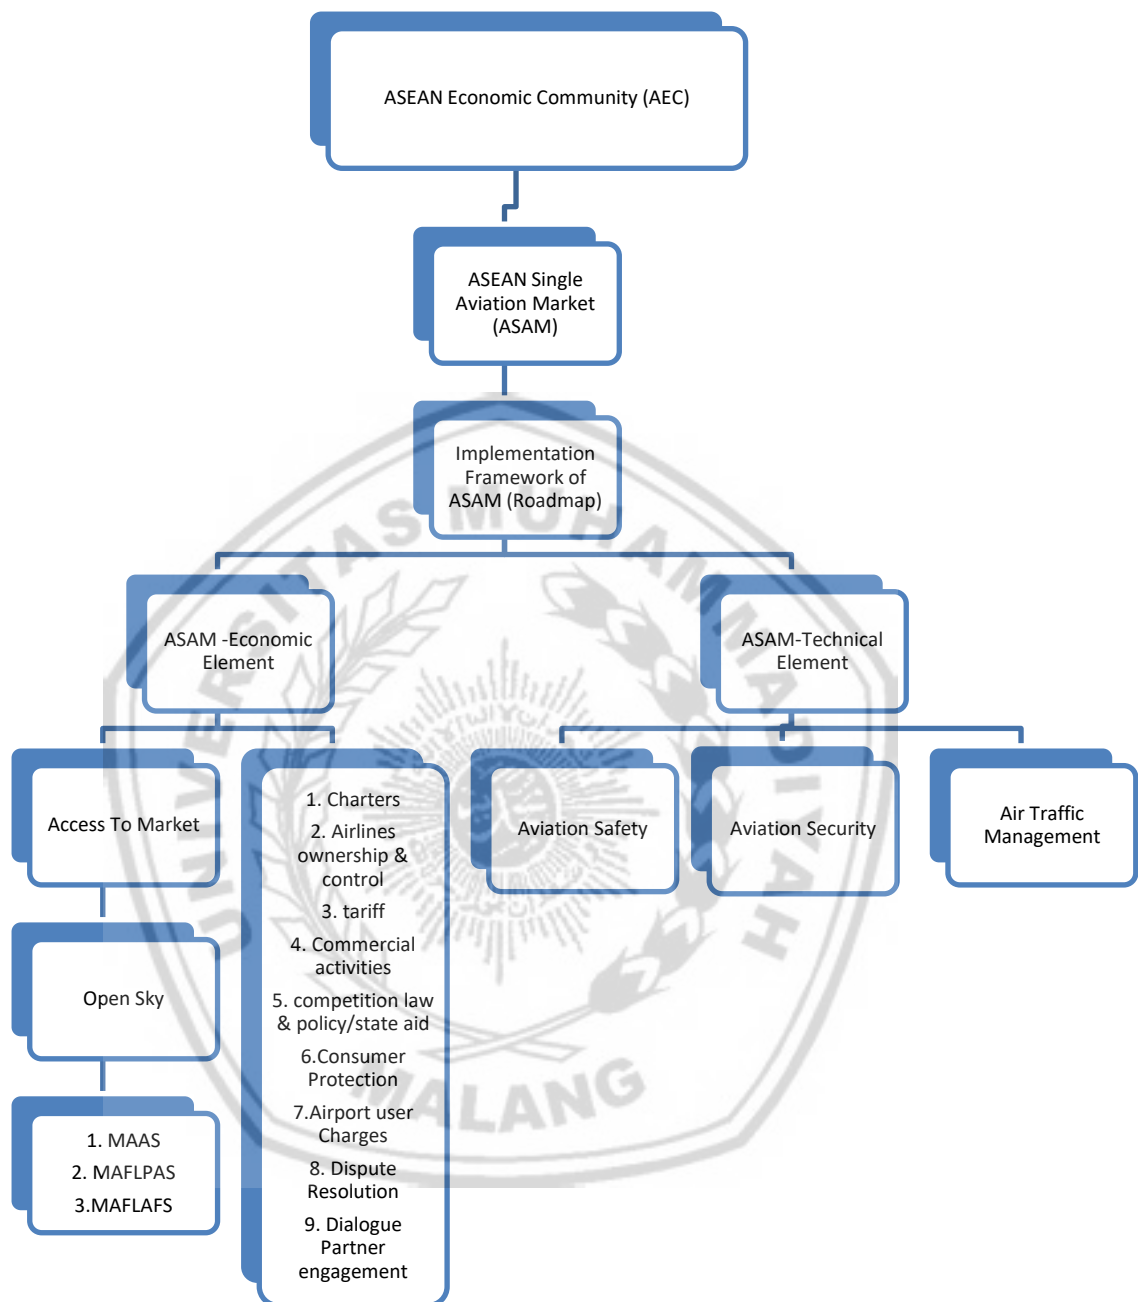 ASEAN Economic Community (AEC)
ASEAN Single
Aviation Market
(ASAM)
Implementation
Framework of
ASAM (Roadmap)
ASAM -Economic
Element
ASAM-Technical
Element
Access To Market
1. Charters
2. Airlines
ownership &
control
3. tariff
4. Commercial
activities
5. competition law
& policy/state aid
6.Consumer
Protection
7.Airport user
Charges
8. Dispute
Resolution
9. Dialogue
Partner
engagement
Aviation Safety
Aviation Security
Air Traffic
Management
Open Sky
1. MAAS
2. MAFLPAS
3.MAFLAFS
UNIVERSITAS MUHAMMADIYAH
MALANG